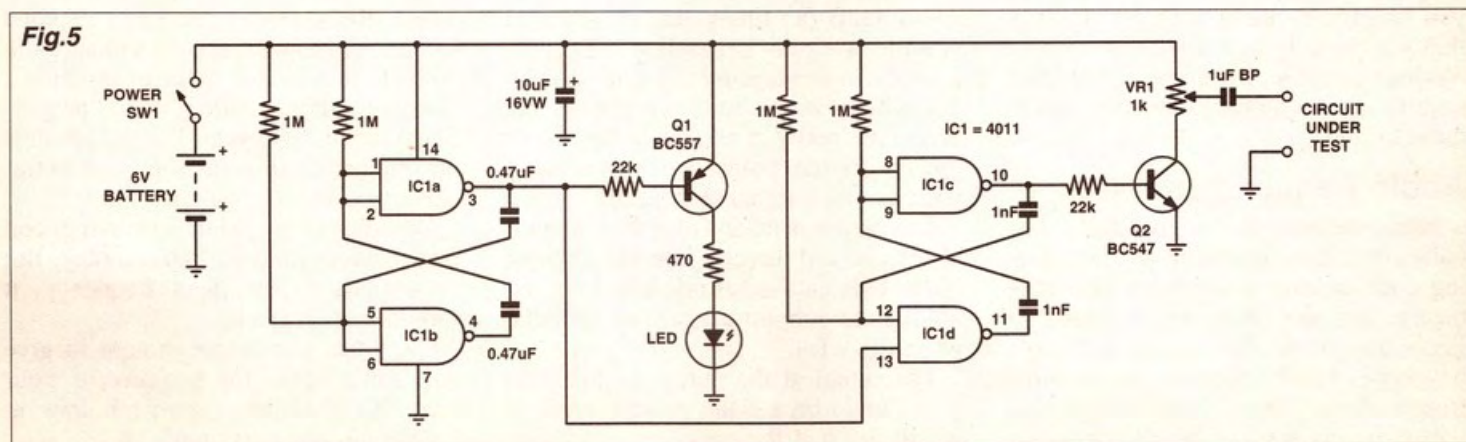 Fig.5
POWER
SW1
6V
BATTERY
+
+
1M
1M
14
1
2
IC1a
3
0.47uF
5
6
IC1b
4
0.47uF
7
10uF
16VW
+
22k
Q1
BC557
470
LED
1M
1M
IC1 = 4011
8
9
IC1c
10
1nF
22k
12
13
IC1d
11
1nF
VR1
1k
1uF BP
CIRCUIT
UNDER
TEST
Q2
BC547